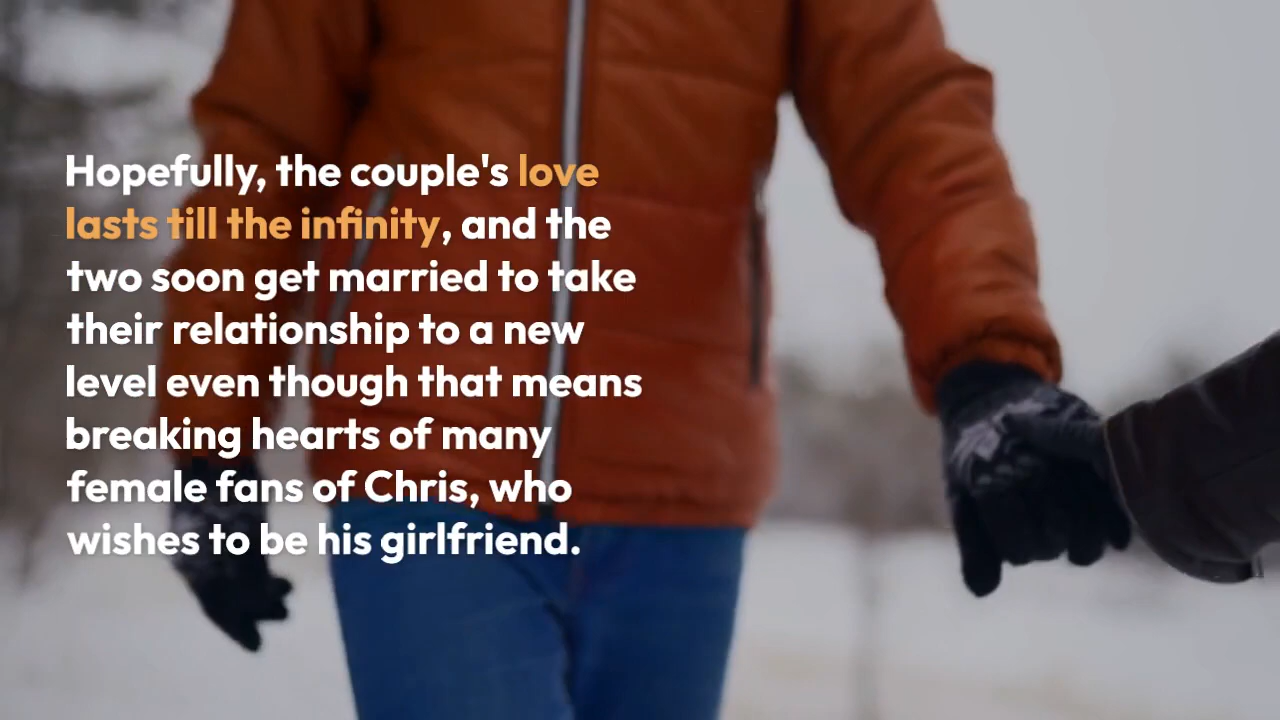 Hopefully, the couple's love
lasts till the infinity, and the
two soon get married to take
their relationship to a new
level even though that means
breaking hearts of many
female fans of Chris, who
wishes to be his girlfriend.